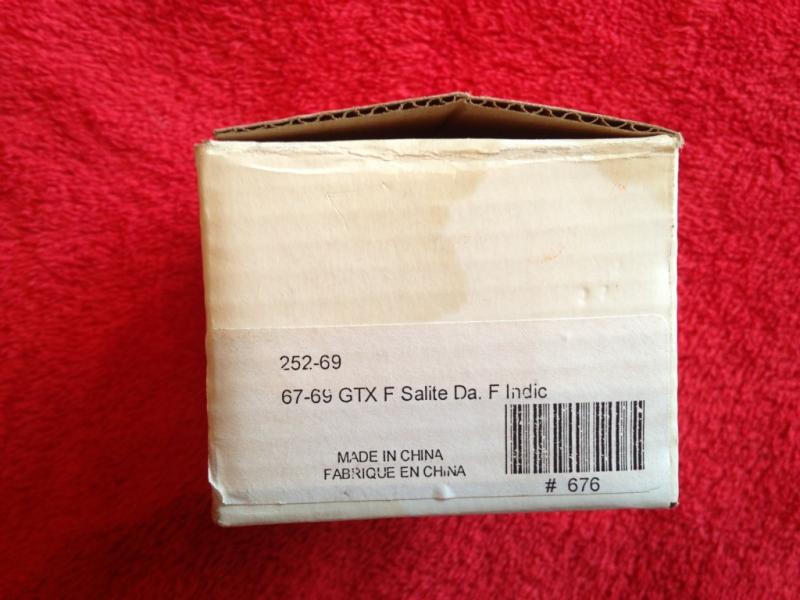 252-69
67-69 GTX F Salite Da. F Indic
MADE IN CHINA
FABRIQUE EN CHINA
# 676